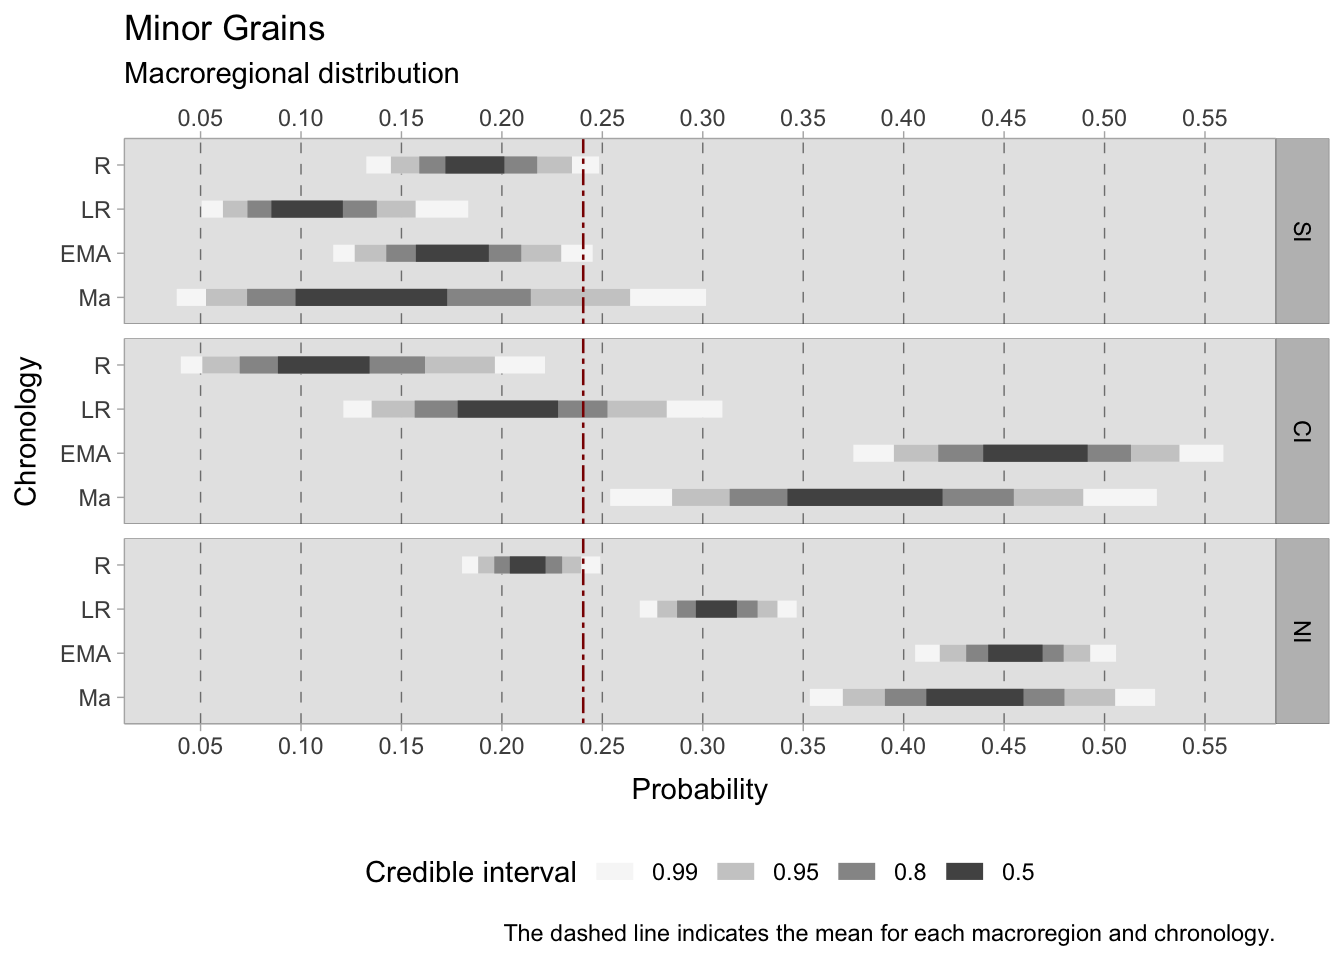 Minor Grains
Macroregional distribution
0.05 0.10 0.15 0.20 0.25 0.30 0.35 0.40 0.45 0.50 0.55
R
LR
EMA
Ma
SI
R
LR
EMA
Ma
CI
R
LR
EMA
Ma
NI
Chronology
0.05 0.10 0.15 0.20 0.25 0.30 0.35 0.40 0.45 0.50 0.55
Probability
Credible interval 0.99 0.95 0.8 0.5
The dashed line indicates the mean for each macroregion and chronology.